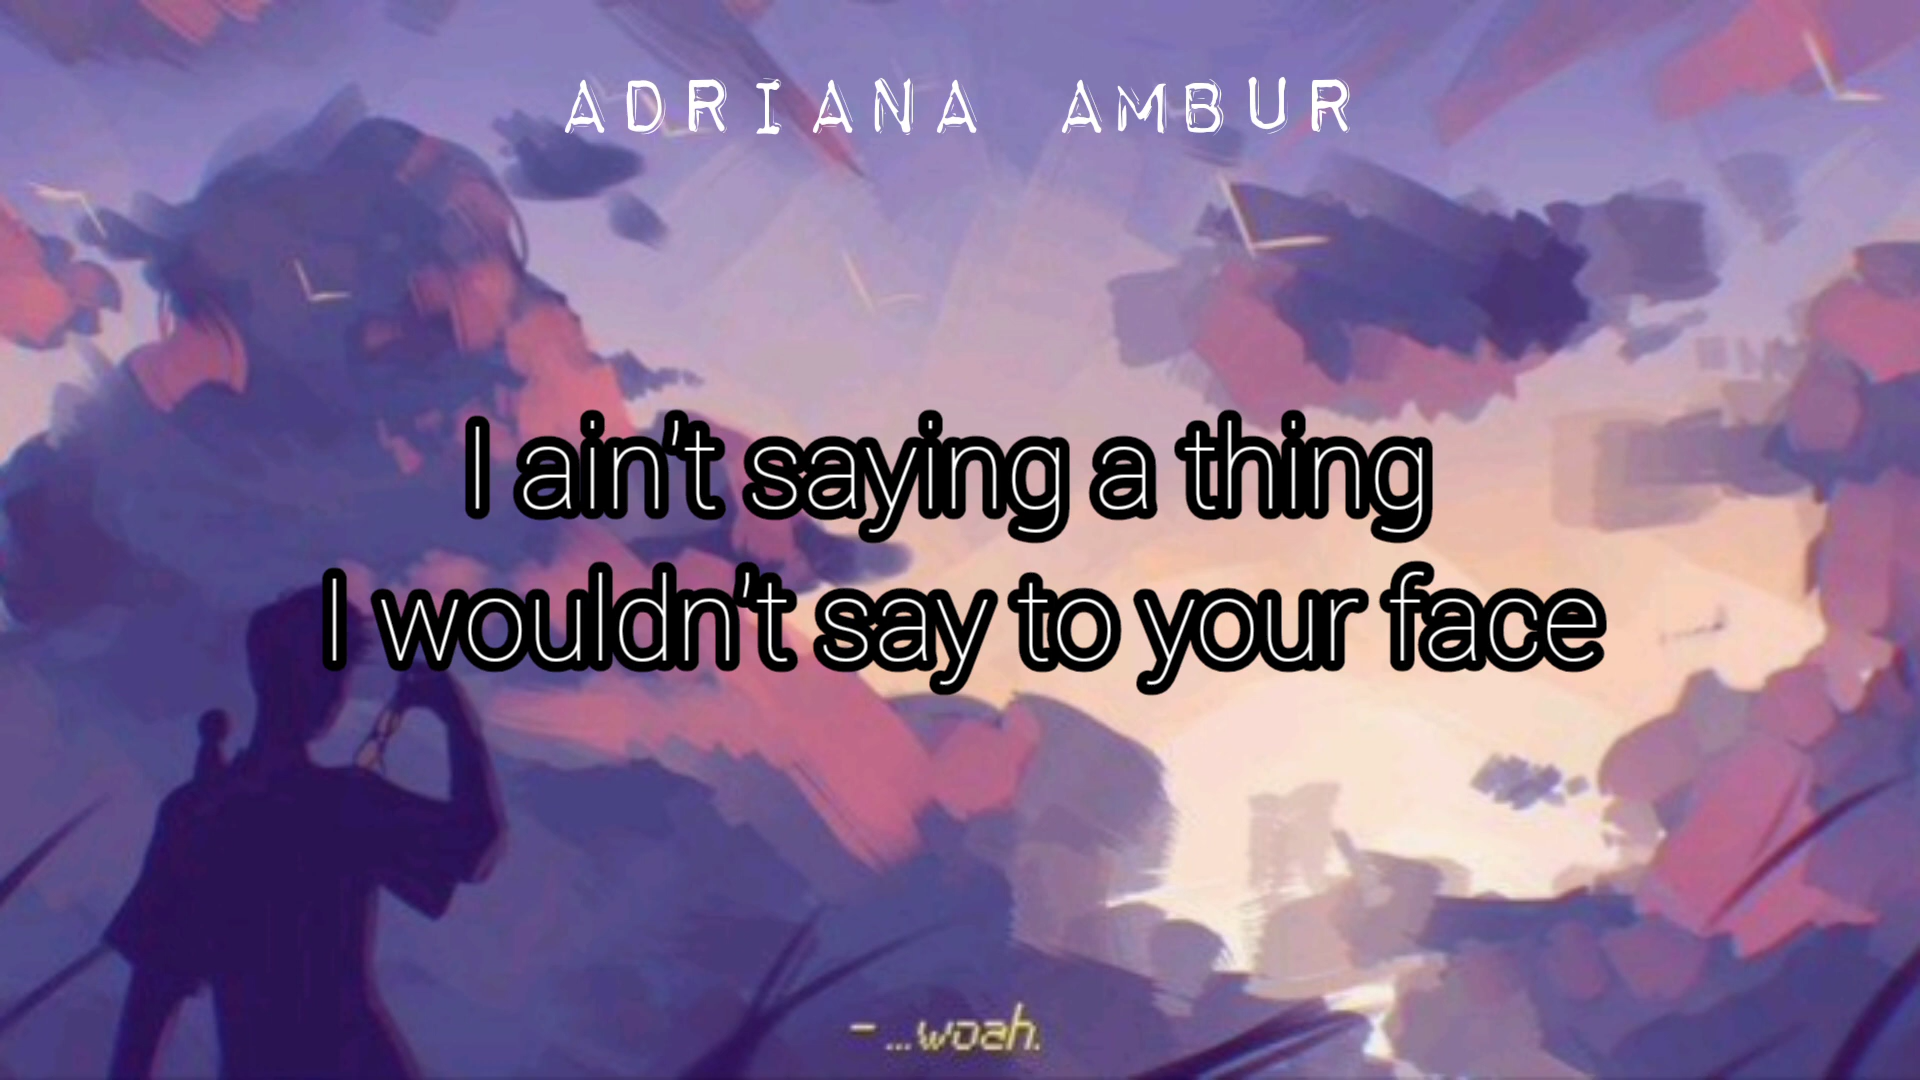 ADRIANA AMBUR
I ain't saying a thing
I wouldn't say to your face
- ...woah.